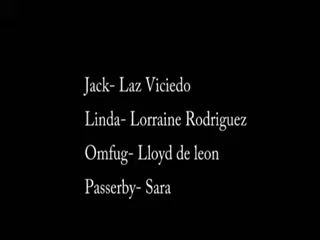 Jack- Laz Viciedo
Linda- Lorraine Rodriguez
Omfug- Lloyd de leon
Passerby- Sara